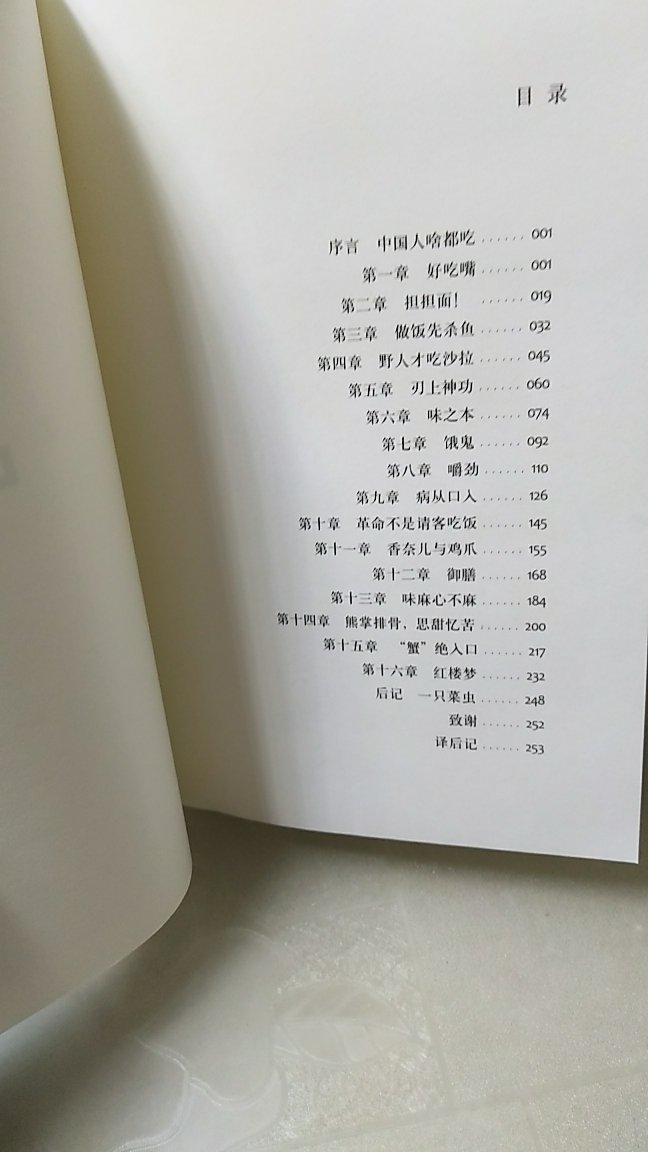 目录
序言 中国人啥都吃······001
第一章 好吃嘴······001
第二章 担担面！······019
第三章 做饭先杀鱼······032
第四章 野人才吃沙拉······045
第五章 刃上神功······060
第六章 味之本······074
第七章 饿鬼······092
第八章 嚼劲······110
第九章 病从口入······126
第十章 革命不是请客吃饭······145
第十一章 香奈儿与鸡爪······155
第十二章 御膳······168
第十三章 味麻心不麻······184
第十四章 熊掌排骨，思甜忆苦······200
第十五章 “蟹”绝入口······217
第十六章 红楼梦······232
后记 一只菜虫······248
致谢······252
译后记······253